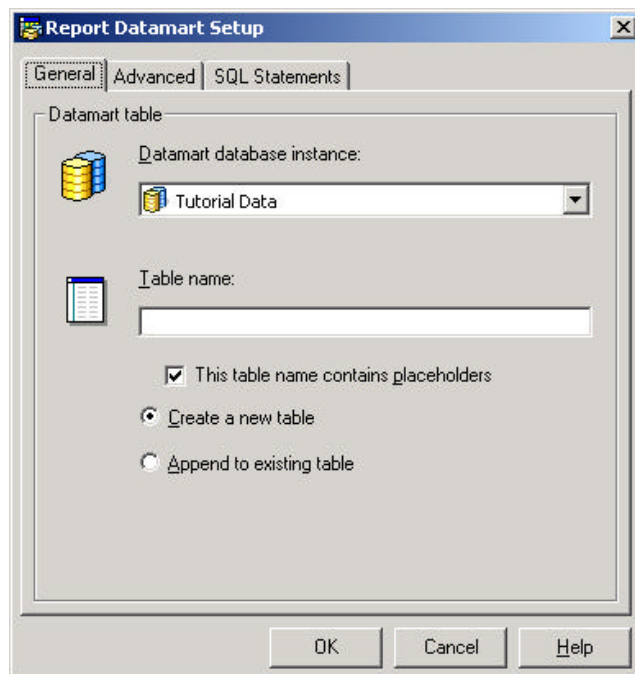 Report Datamart Setup
General Advanced SQL Statements
Datamart table
Datamart database instance:
Tutorial Data
Table name:
This table name contains placeholders
Create a new table
Append to existing table
OK Cancel Help